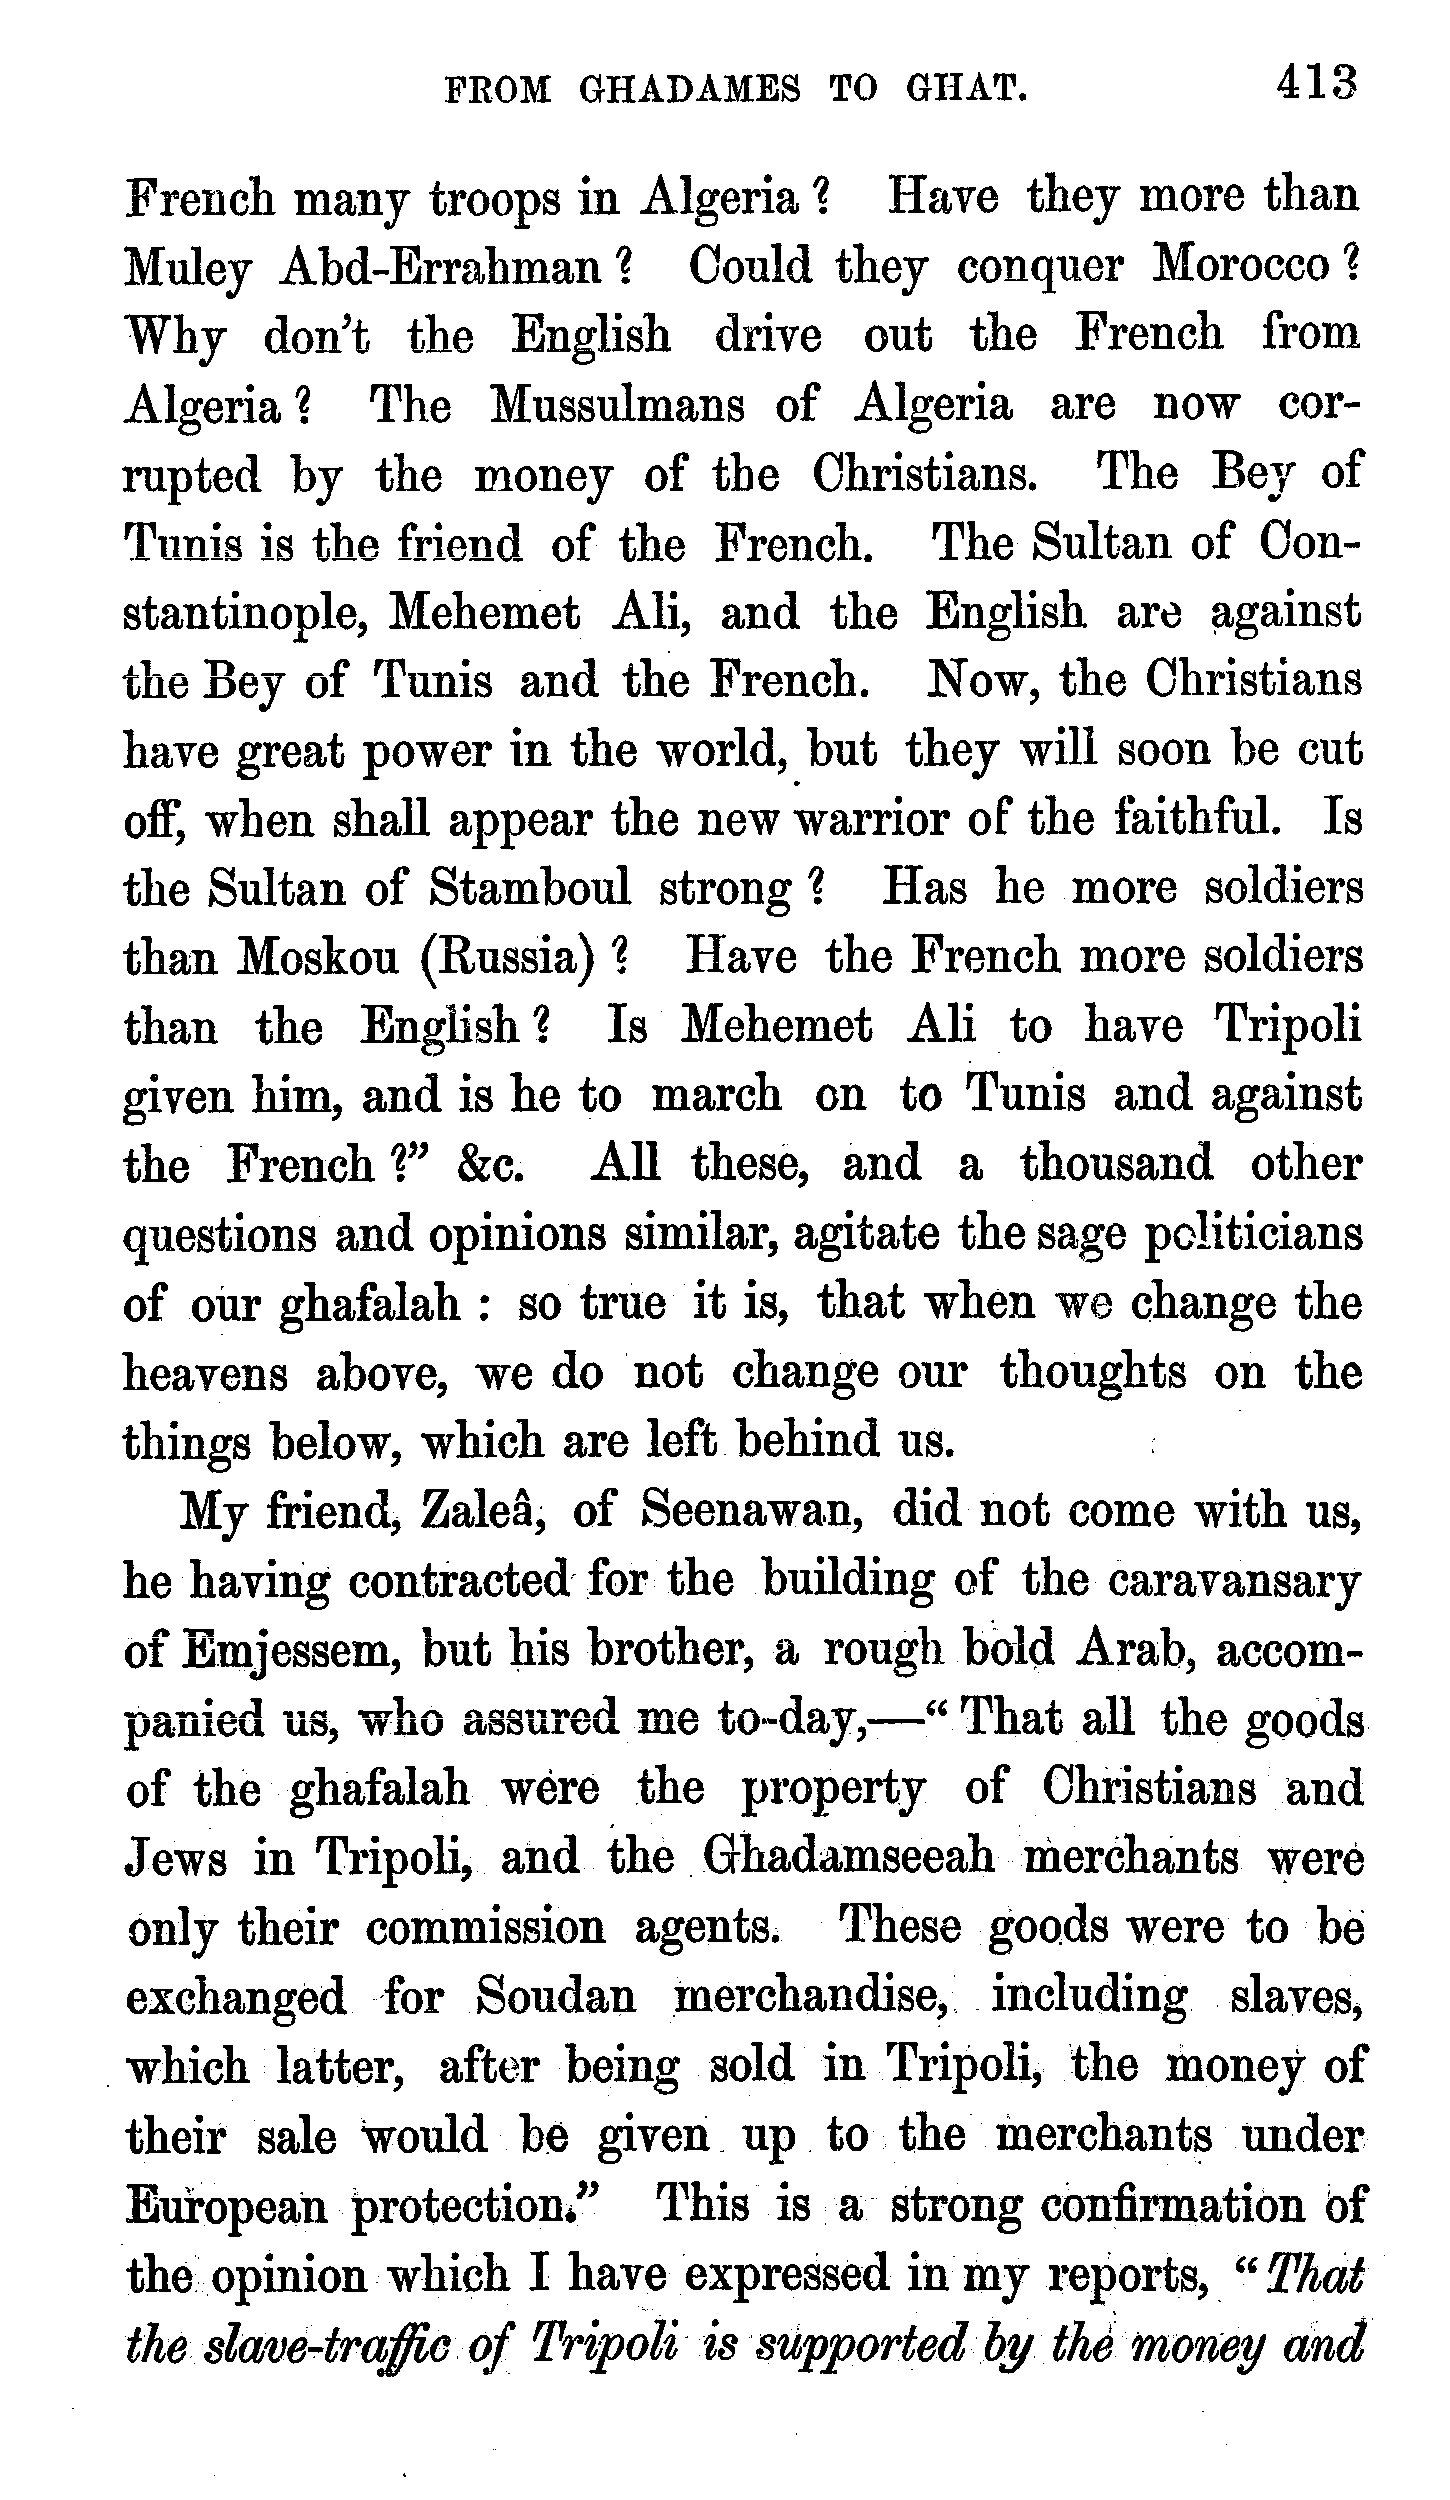 FROM GHADAMES TO GHAT. 413
French many troops in Algeria? Have they more than
Muley Abd-Errahman? Could they conquer Morocco?
Why don't the English drive out the French from
Algeria? The Mussulmans of Algeria are now cor-
rupted by the money of the Christians. The Bey of
Tunis is the friend of the French. The Sultan of Con-
stantinople, Mehemet Ali, and the English are against
the Bey of Tunis and the French. Now, the Christians
have great power in the world, but they will soon be cut
off, when shall appear the new warrior of the faithful. Is
the Sultan of Stamboul strong? Has he more soldiers
than Moskou (Russia)? Have the French more soldiers
than the English? Is Mehemet Ali to have Tripoli
given him, and is he to march on to Tunis and against
the French?" &c. All these, and a thousand other
questions and opinions similar, agitate the sage politicians
of our ghafalah: so true it is, that when we change the
heavens above, we do not change our thoughts on the
things below, which are left behind us.
My friend, Zaleâ, of Seenawan, did not come with us,
he having contracted for the building of the caravansary
of Emjessem, but his brother, a rough bold Arab, accom-
panied us, who assured me to-day,—"That all the goods
of the ghafalah were the property of Christians and
Jews in Tripoli, and the Ghadamseeah merchants were
only their commission agents. These goods were to be
exchanged for Soudan merchandise, including slaves,
which latter, after being sold in Tripoli, the money of
their sale would be given up to the merchants under
European protection." This is a strong confirmation of
the opinion which I have expressed in my reports, "That
the slave-traffic of Tripoli is supported by the money and